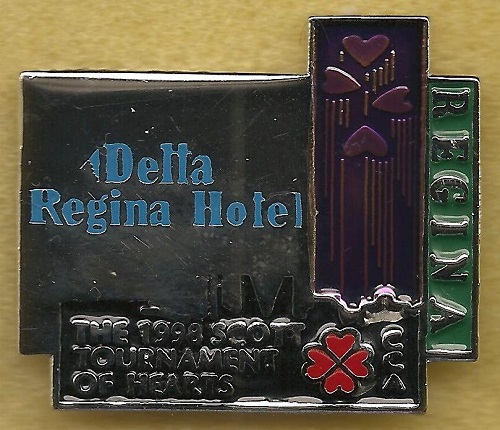 Delta
Regina Hotel
REGINA
THE 1998 SCOTT
TOURNAMENT
OF HEARTS
CCA